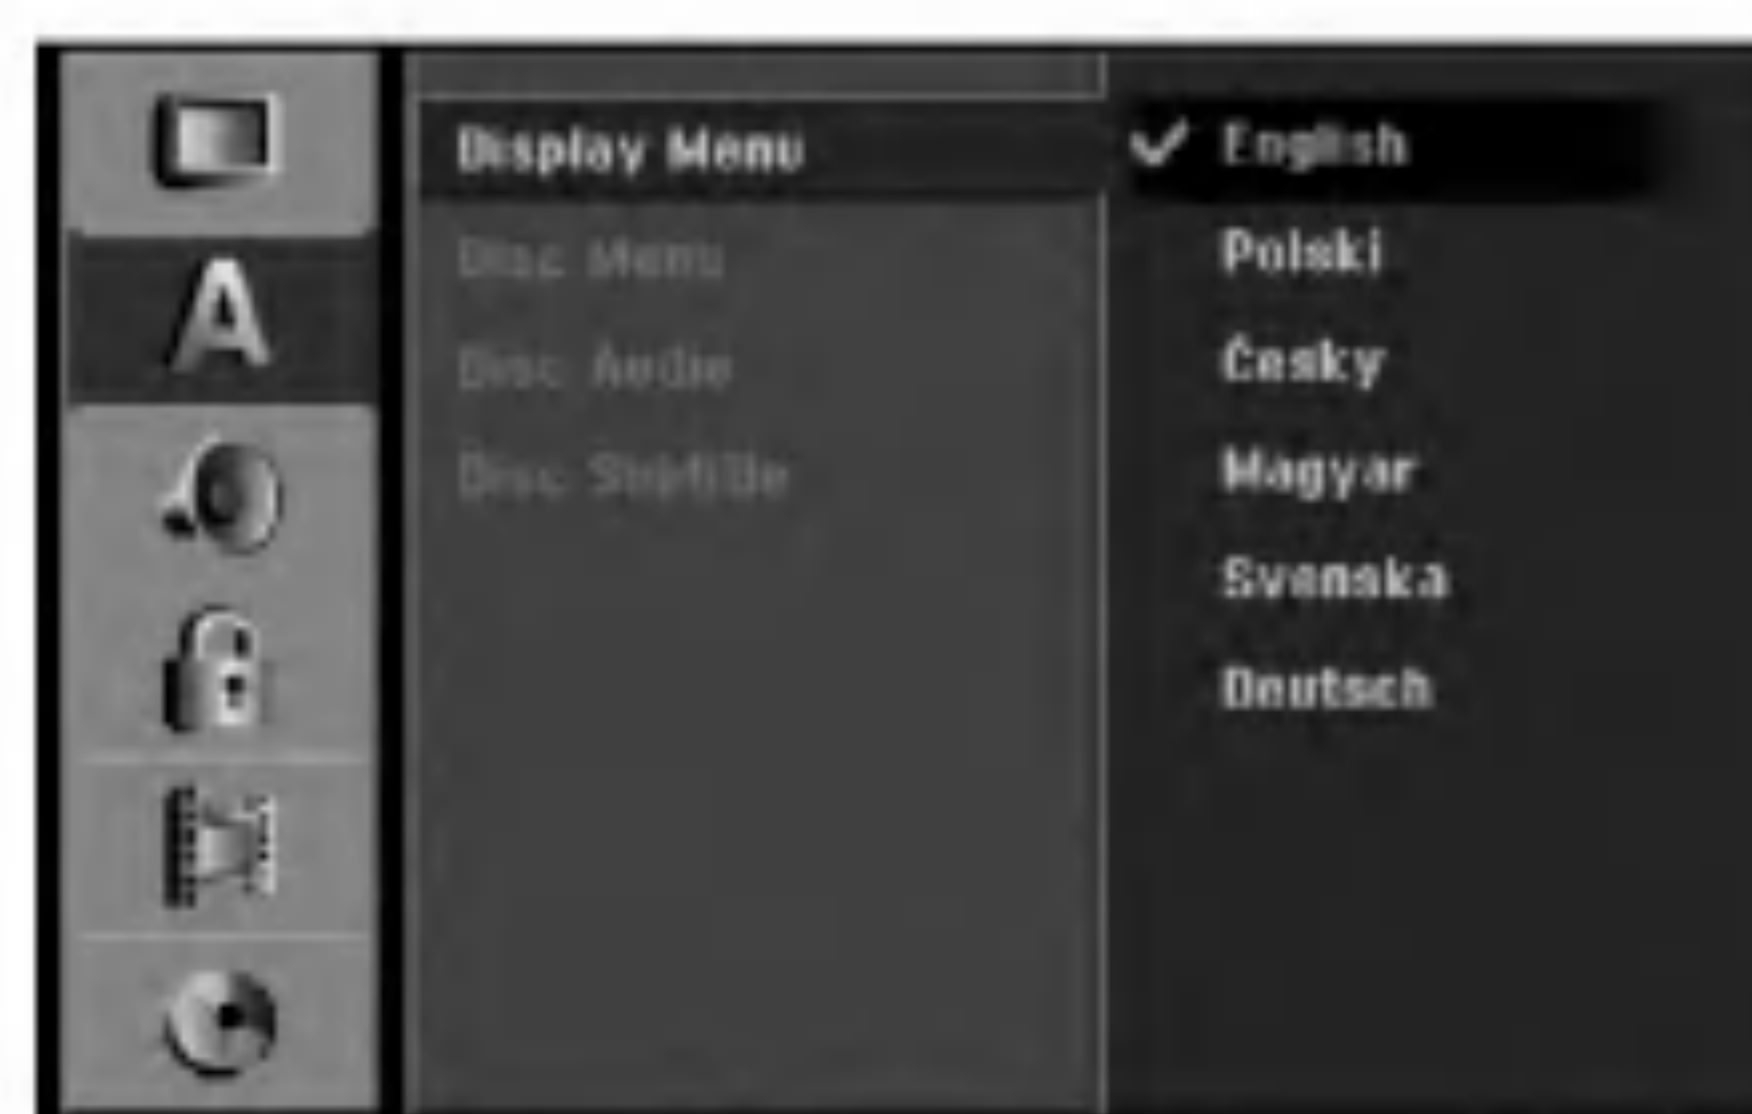 A
Display Menu
Disc Menu
Disc Audio
Disc Subtitle
English
Polski
Česky
Magyar
Svenska
Deutsch